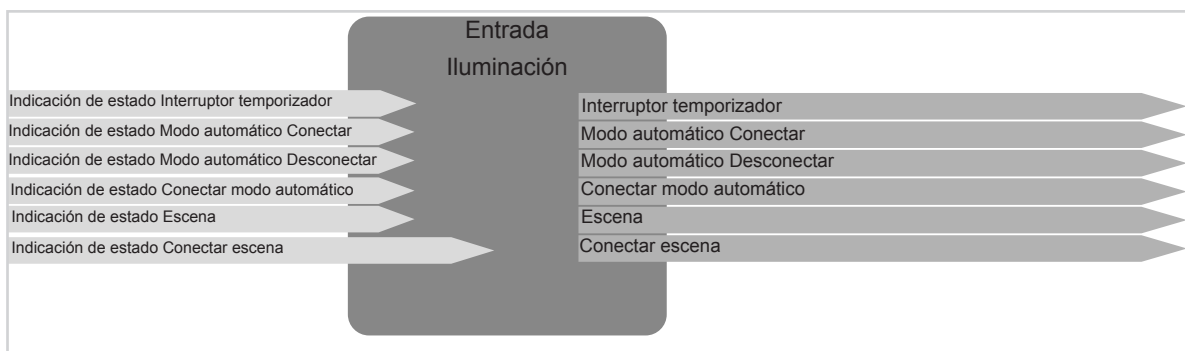 Entrada
Iluminación
Indicación de estado Interruptor temporizador
Indicación de estado Modo automático Conectar
Indicación de estado Modo automático Desconectar
Indicación de estado Conectar modo automático
Indicación de estado Escena
Indicación de estado Conectar escena
Interruptor temporizador
Modo automático Conectar
Modo automático Desconectar
Conectar modo automático
Escena
Conectar escena